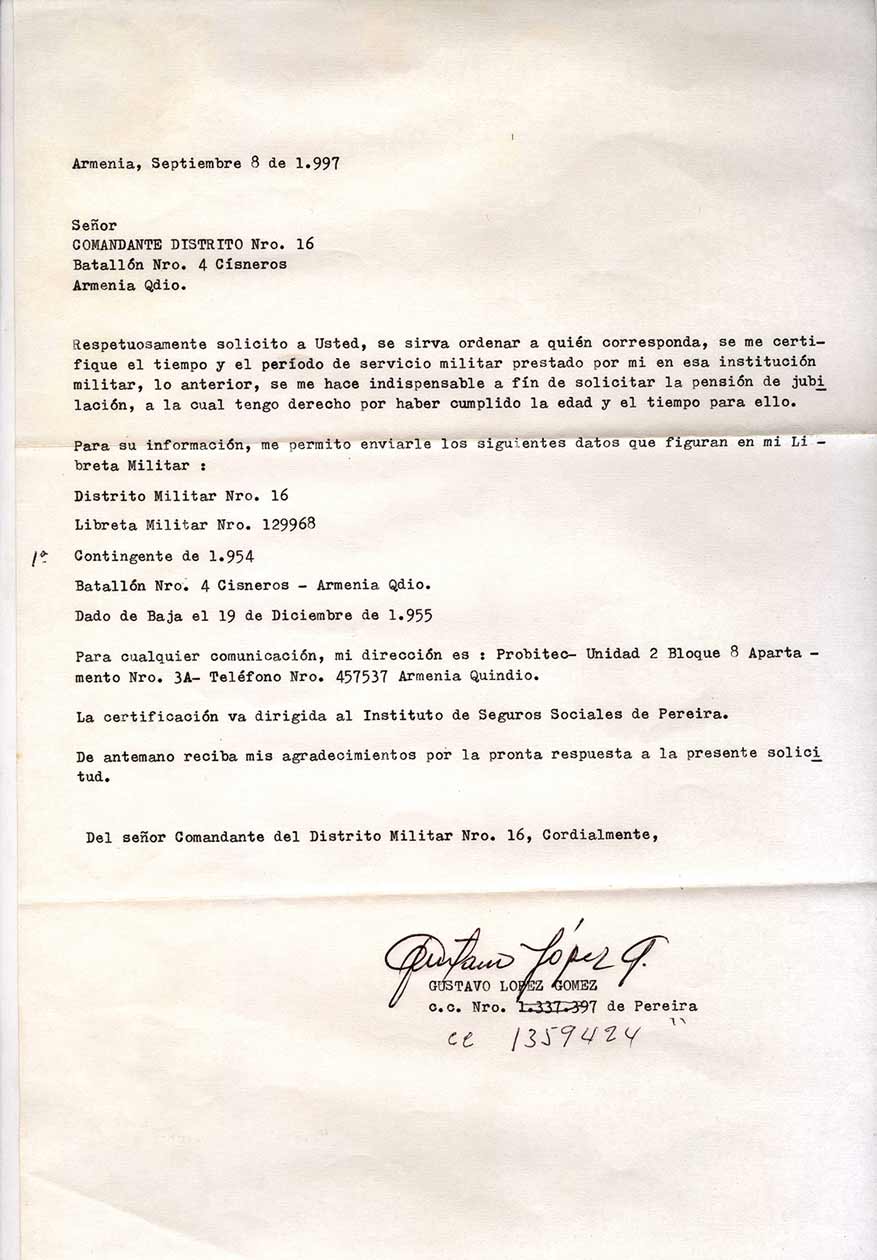 Armenia, Septiembre 8 de 1.997
Señor
COMANDANTE DISTRITO Nro. 16
Batallón Nro. 4 Císneros
Armenia Qdio.
Respetuosamente solicito a Usted, se sirva ordenar a quién corresponda, se me certi-
fique el tiempo y el período de servicio militar prestado por mi en esa institución
militar, lo anterior, se me hace indispensable a fín de solicitar la pensión de jubi
lación, a la cual tengo derecho por haber cumplido la edad y el tiempo para ello.
Para su información, me permito enviarle los siguientes datos que figuran en mi Li -
breta Militar :
Distrito Militar Nro. 16
Libreta Militar Nro. 129968
1º Contingente de 1.954
Batallón Nro. 4 Cisneros - Armenia Qdio.
Dado de Baja el 19 de Diciembre de 1.955
Para cualquier comunicación, mi dirección es : Probitec- Unidad 2 Bloque 8 Aparta -
mento Nro. 3A- Teléfono Nro. 457537 Armenia Quindio.
La certificación va dirigida al Instituto de Seguros Sociales de Pereira.
De antemano reciba mis agradecimientos por la pronta respuesta a la presente solici
tud.
Del señor Comandante del Distrito Militar Nro. 16, Cordialmente,
Gustavo López G.
GUSTAVO LOPEZ GOMEZ
c.c. Nro. 1.337.397 de Pereira
cc 1359424 "